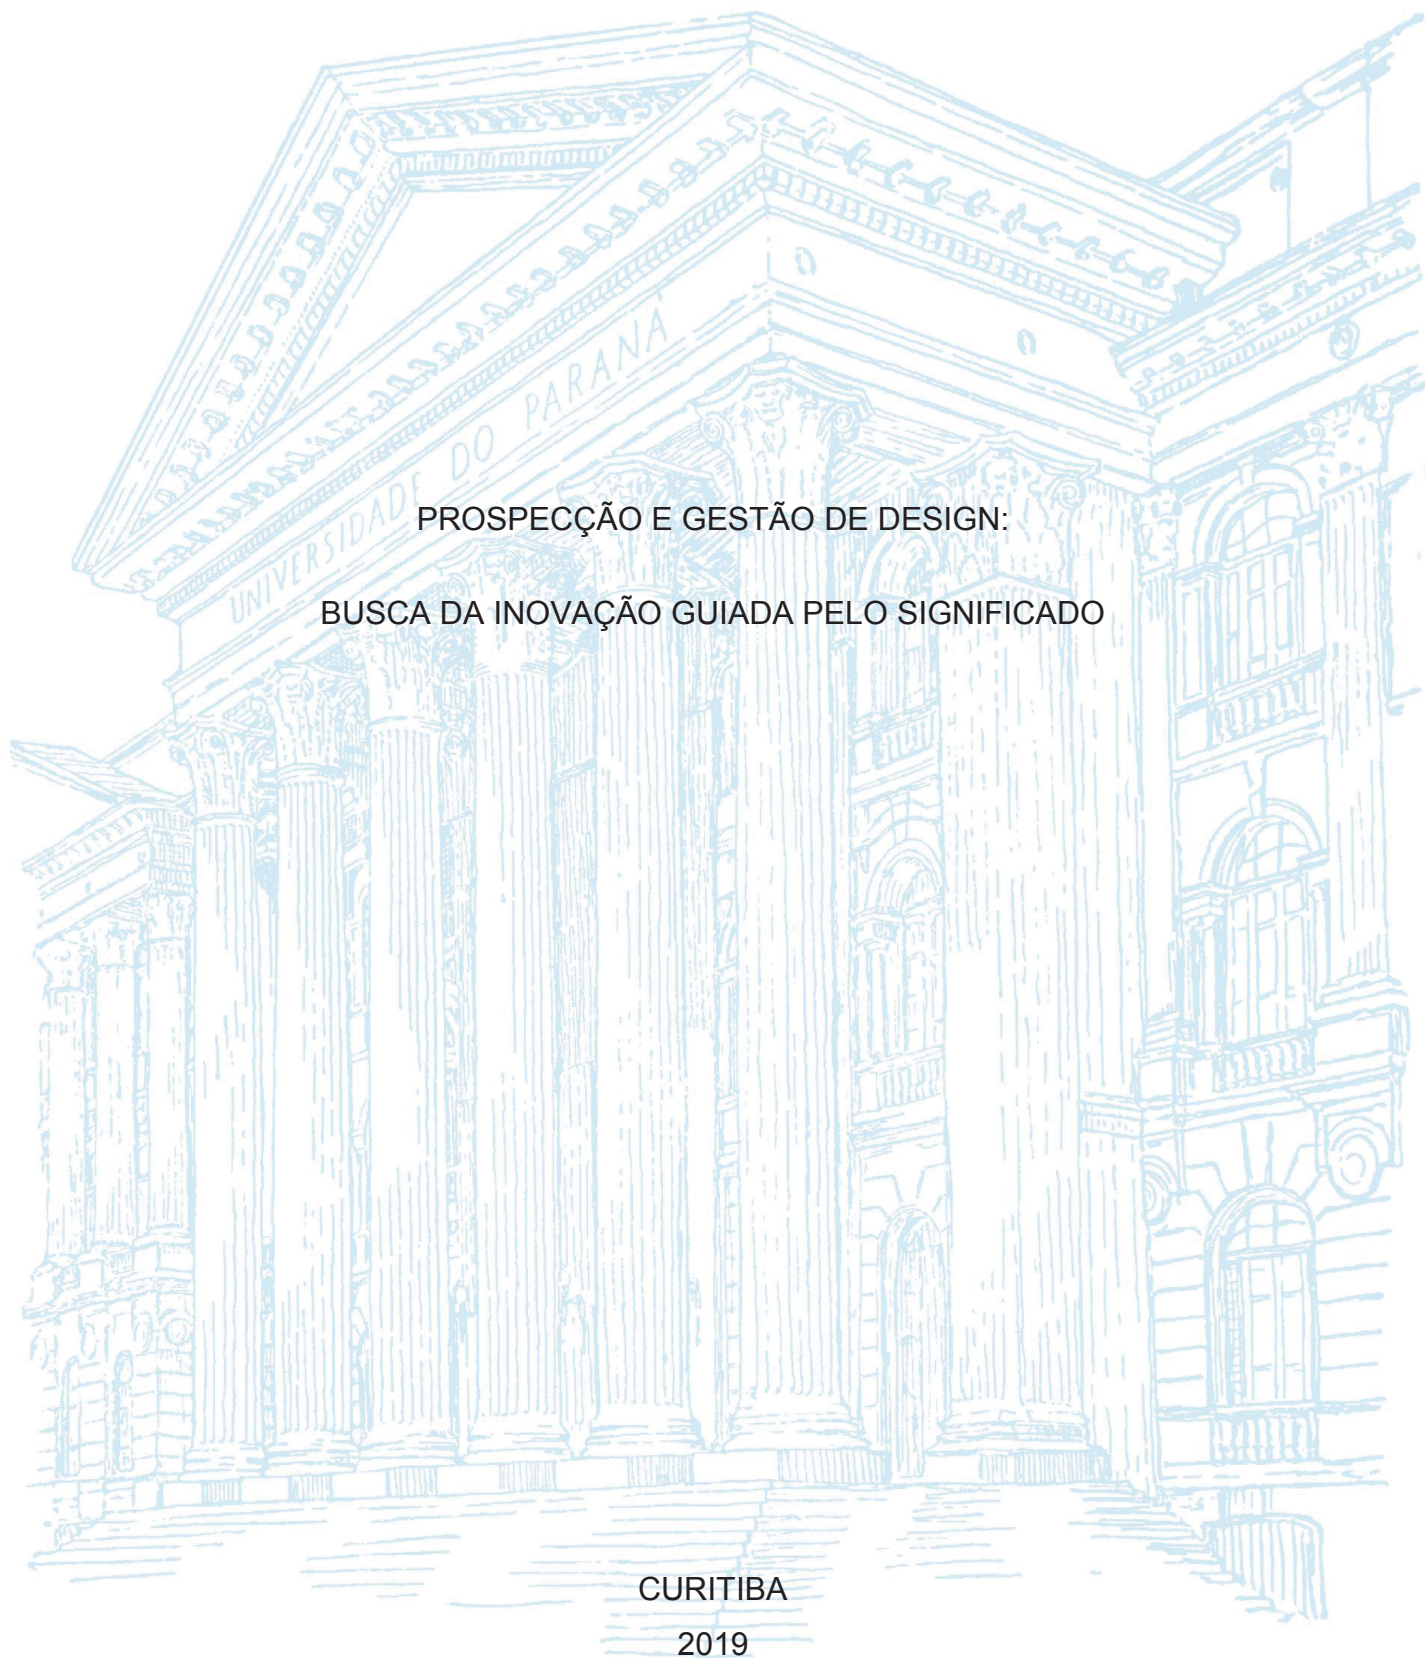 UNIVERSIDADE DO PARANÁ
PROSPECÇÃO E GESTÃO DE DESIGN:
BUSCA DA INOVAÇÃO GUIADA PELO SIGNIFICADO
CURITIBA
2019